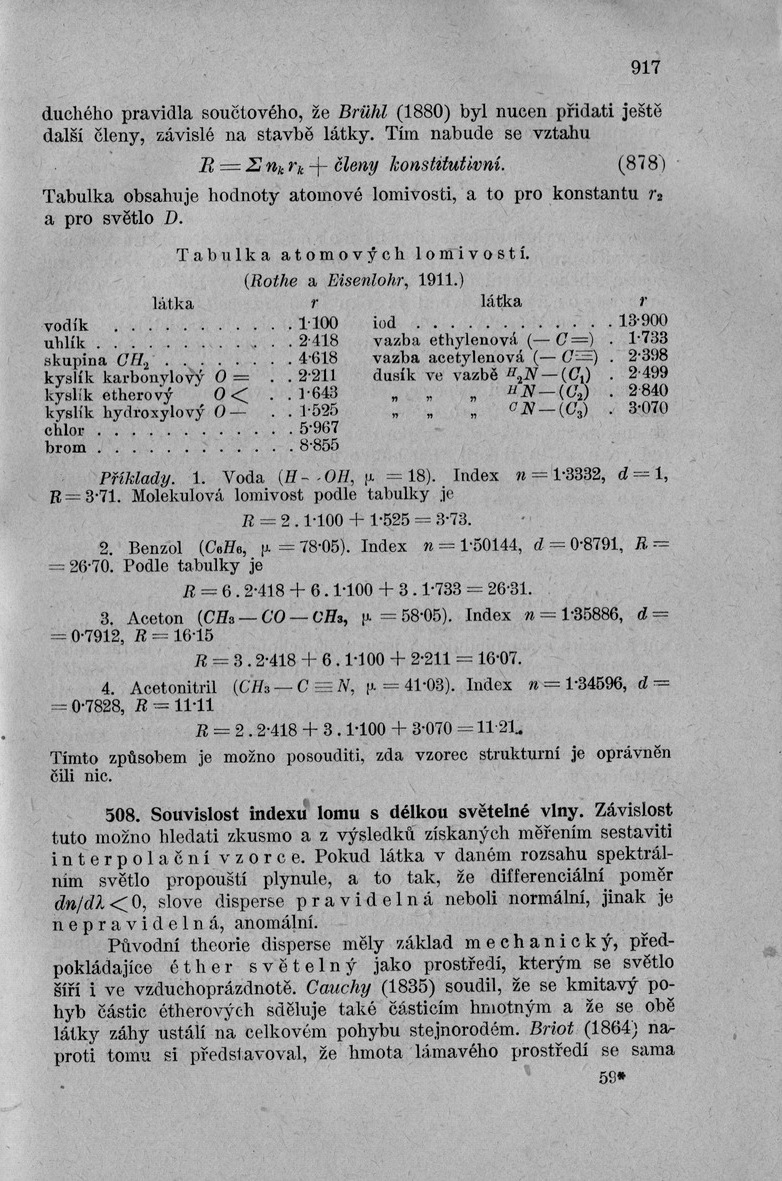 917
duchého pravidla součtového, že Brühl (1880) byl nucen přidati ještě
další členy, závislé na stavbě látky. Tím nabude se vztahu
R = Σ nₖ rₖ + členy konstitutivní. (878)
Tabulka obsahuje hodnoty atomové lomivosti, a to pro konstantu r₂
a pro světlo D.
Tabulka atomových lomivostí.
(Rothe a Eisenlohr, 1911.)
látka r látka r
vodík . . . . . . . . . . . 1·100 iod . . . . . . . . . . . . 13·900
uhlík . . . . . . . . . . . . 2·418 vazba ethylenová (— C=) . 1·733
skupina CH₂ . . . . . . . . 4·618 vazba acetylenová (— C≡) . 2·398
kyslík karbonylový O = . . 2·211 dusík ve vazbě H₂N—(C₁) . 2·499
kyslík etherový O < . . 1·643 „ „ „ HN—(C₂) . 2·840
kyslík hydroxylový O — . . 1·525 „ „ „ CN—(C₃) . 3·070
chlor . . . . . . . . . . . . 5·967
brom . . . . . . . . . . . . 8·855
Příklady. 1. Voda (H - - OH, μ = 18). Index n = 1·3332, d = 1,
R = 3·71. Molekulová lomivost podle tabulky je
R = 2 . 1·100 + 1·525 = 3·73.
2. Benzol (C₆H₆, μ = 78·05). Index n = 1·50144, d = 0·8791, R =
= 26·70. Podle tabulky je
R = 6 . 2·418 + 6 . 1·100 + 3 . 1·733 = 26·31.
3. Aceton (CH₃ — CO — CH₃, μ = 58·05). Index n = 1·35886, d =
= 0·7912, R = 16·15
R = 3 . 2·418 + 6 . 1·100 + 2·211 = 16·07.
4. Acetonitril (CH₃ — C ≡ N, μ = 41·03). Index n = 1·34596, d =
= 0·7828, R = 11·11
R = 2 . 2·418 + 3 . 1·100 + 3·070 = 11·21.
Tímto způsobem je možno posouditi, zda vzorec strukturní je oprávněn
čili nic.
508. Souvislost indexu lomu s délkou světelné vlny. Závislost
tuto možno hledati zkusmo a z výsledků získaných měřením sestaviti
interpolační vzorce. Pokud látka v daném rozsahu spektrál-
ním světlo propouští plynule, a to tak, že differenciální poměr
dn/dλ < 0, slove disperse pravidelná neboli normální, jinak je
nepravidelná, anomální.
Původní theorie disperse měly základ mechanický, před-
pokládajíce éther světelný jako prostředí, kterým se světlo
šíří i ve vzduchoprázdnotě. Cauchy (1835) soudil, že se kmitavý po-
hyb částic étherových sděluje také částicím hmotným a že se obě
látky záhy ustálí na celkovém pohybu stejnorodém. Briot (1864) na-
proti tomu si představoval, že hmota lámavého prostředí se sama
59*